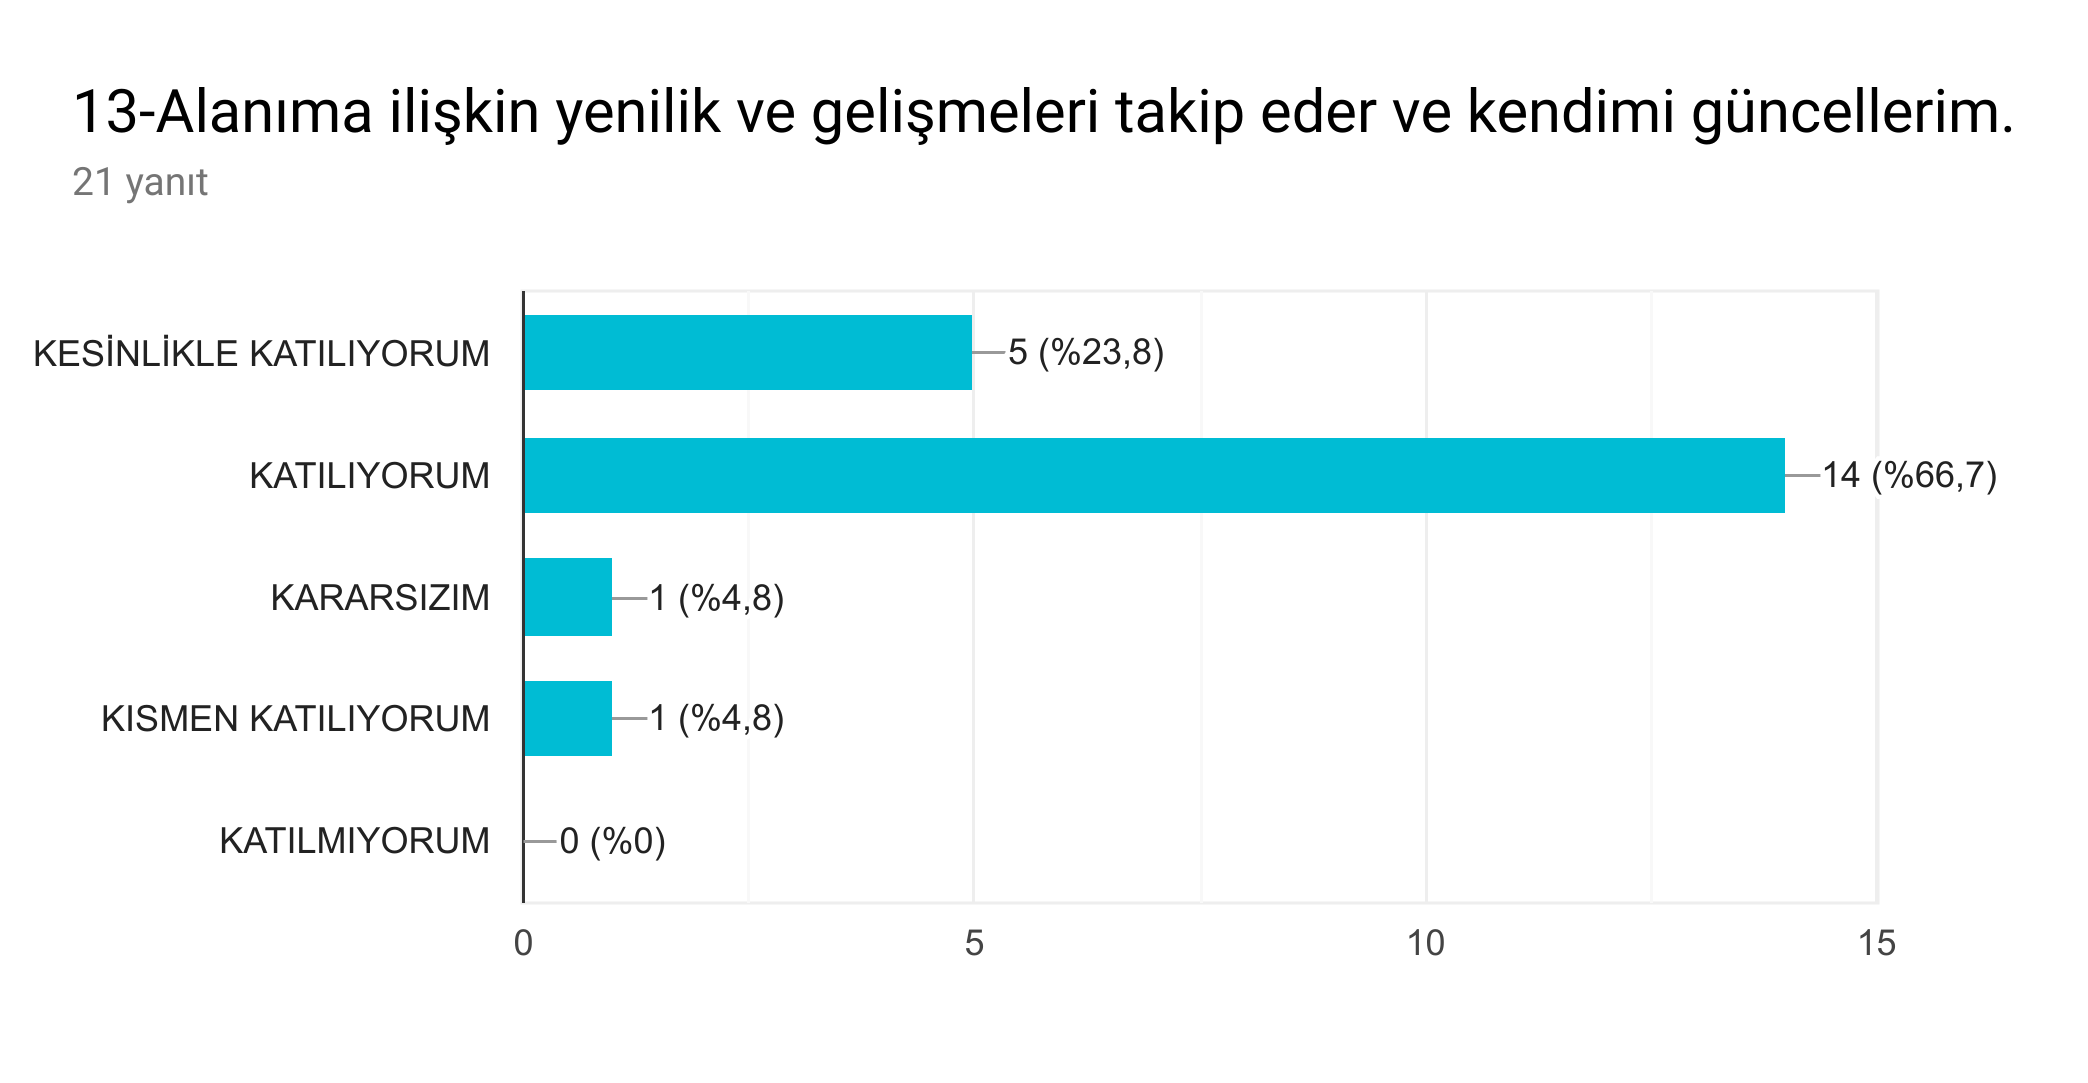 13-Alanıma ilişkin yenilik ve gelişmeleri takip eder ve kendimi güncellerim.
21 yanıt
KESİNLİKLE KATILIYORUM 5 (%23,8)
KATILIYORUM 14 (%66,7)
KARARSIZIM 1 (%4,8)
KISMEN KATILIYORUM 1 (%4,8)
KATILMIYORUM 0 (%0)
0 5 10 15